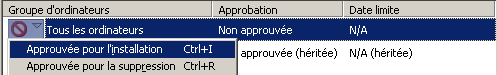 Groupe d'ordinateurs Approbation Date limite
Tous les ordinateurs Non approuvée N/A
Approuvée pour l'installation Ctrl+I approuvée (héritée) N/A (héritée)
Approuvée pour la suppression Ctrl+R